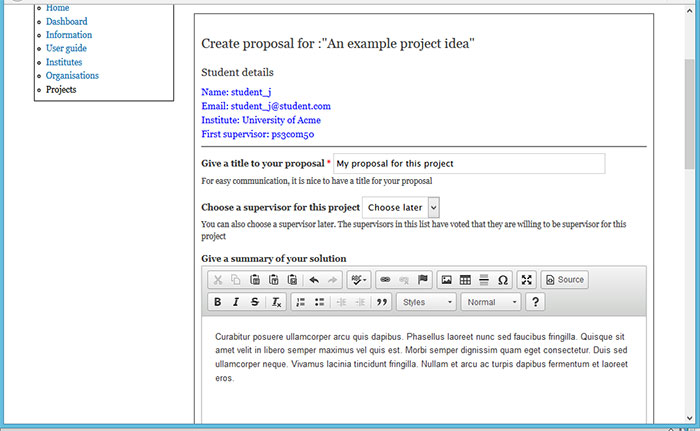 Home
Dashboard
Information
User guide
Institutes
Organisations
Projects
Create proposal for :"An example project idea"
Student details
Name: student_j
Email: student_j@student.com
Institute: University of Acme
First supervisor: ps3com50
Give a title to your proposal * My proposal for this project
For easy communication, it is nice to have a title for your proposal
Choose a supervisor for this project Choose later
You can also choose a supervisor later. The supervisors in this list have voted that they are willing to be supervisor for this
project
Give a summary of your solution
ABC Ω Source
B I S Tx Styles Normal ?
Curabitur posuere ullamcorper arcu quis dapibus. Phasellus laoreet nunc sed faucibus fringilla. Quisque sit
amet velit in libero semper maximus vel quis est. Morbi semper dignissim quam eget consectetur. Duis sed
ullamcorper neque. Vivamus lacinia tincidunt fringilla. Nullam et arcu ac turpis dapibus fermentum et laoreet
eros.